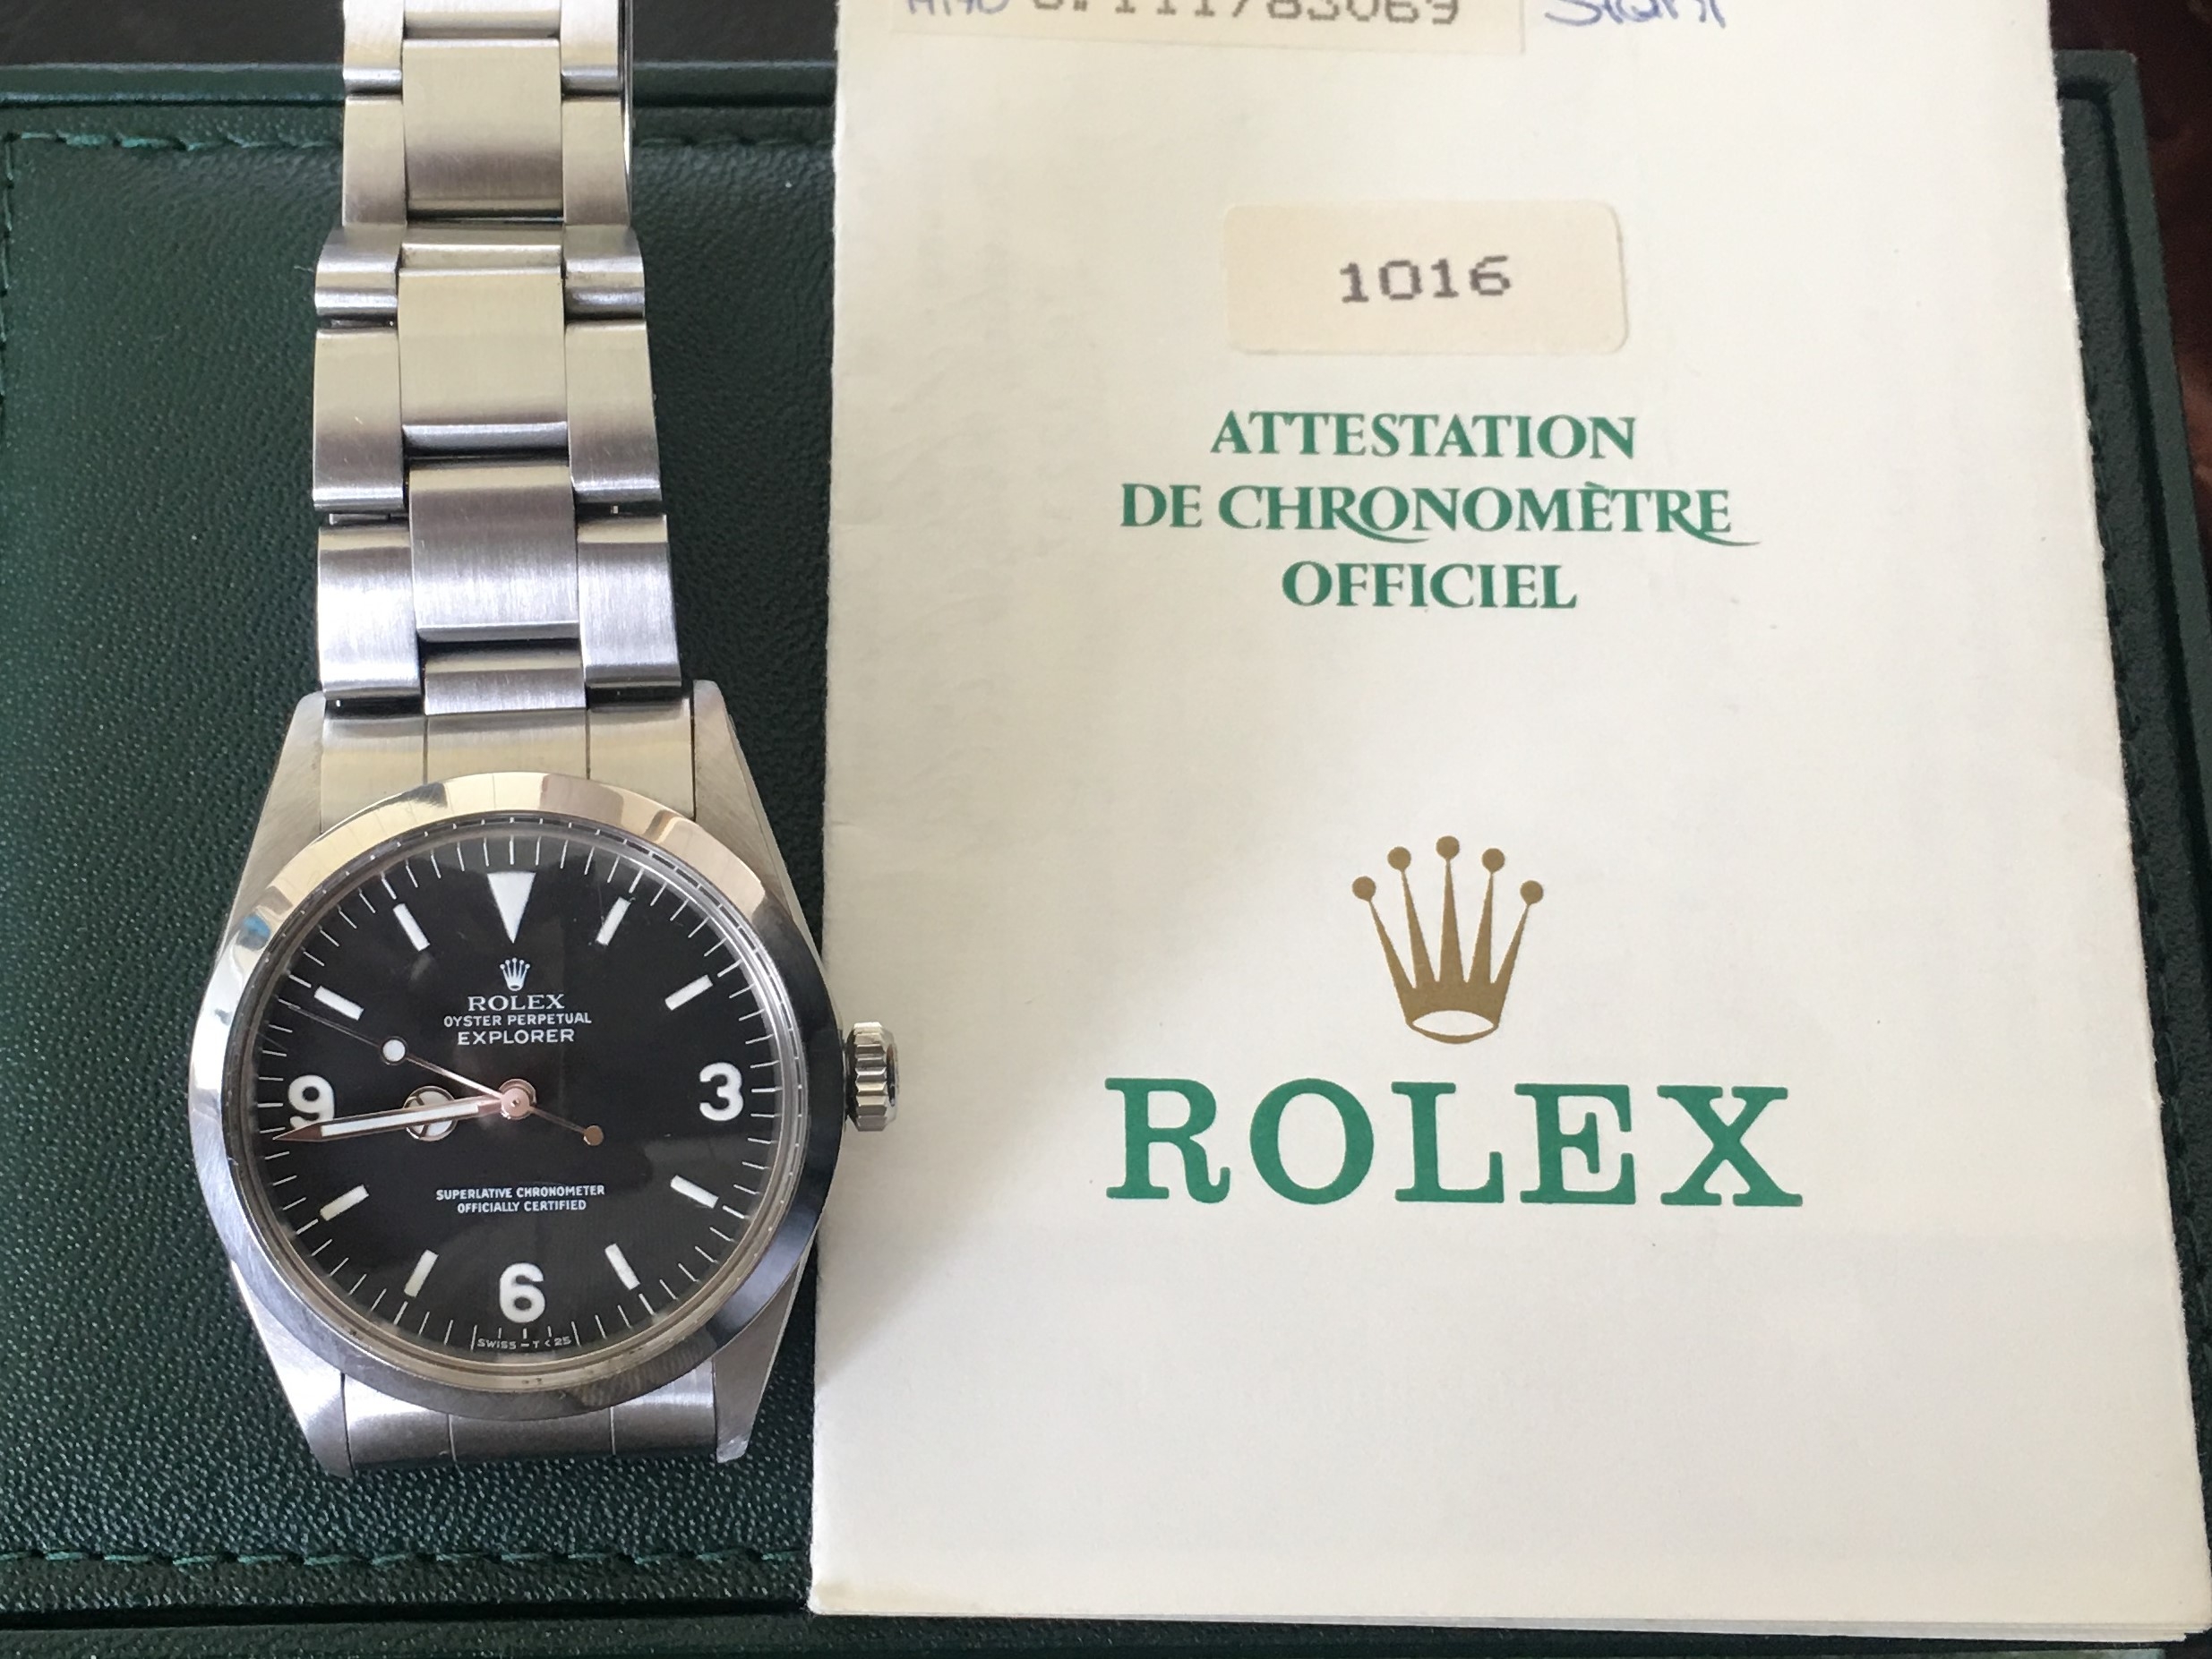 1016
ATTESTATION
DE CHRONOMÈTRE
OFFICIEL
ROLEX
ROLEX
OYSTER PERPETUAL
EXPLORER
9
3
SUPERLATIVE CHRONOMETER
OFFICIALLY CERTIFIED
6
SWISS - T < 25